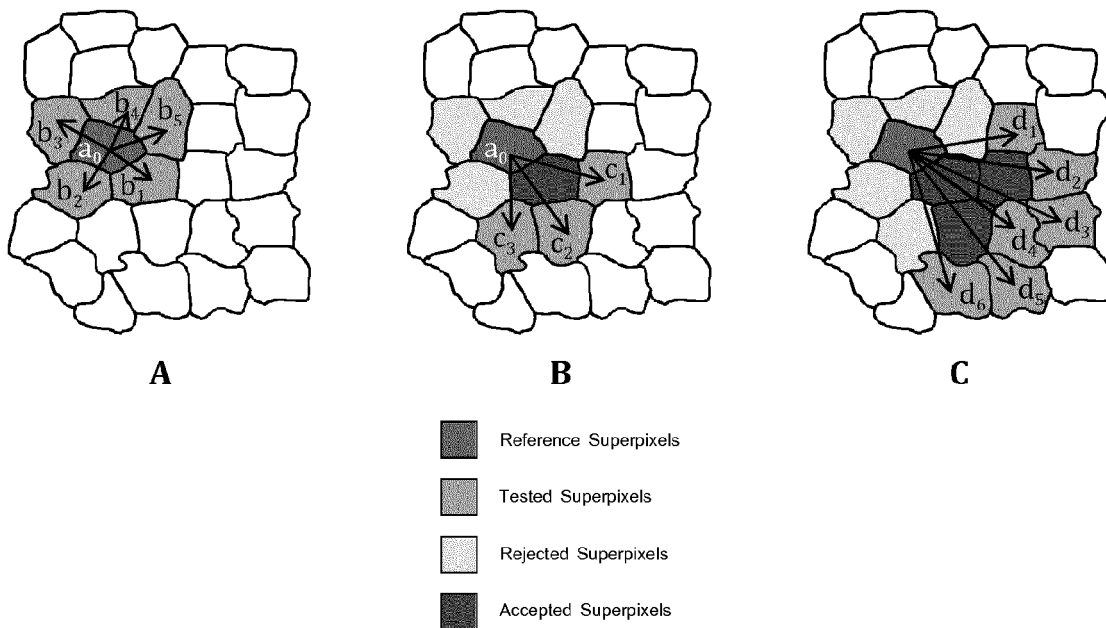 b₃ b₄ b₅
a₀
b₂ b₁
a₀
c₁
c₃ c₂
d₁
d₂
d₃
d₄
d₆ d₅
A B C
Reference Superpixels
Tested Superpixels
Rejected Superpixels
Accepted Superpixels